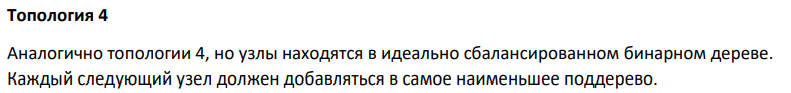 Топология 4
Аналогично топологии 4, но узлы находятся в идеально сбалансированном бинарном дереве.
Каждый следующий узел должен добавляться в самое наименьшее поддерево.